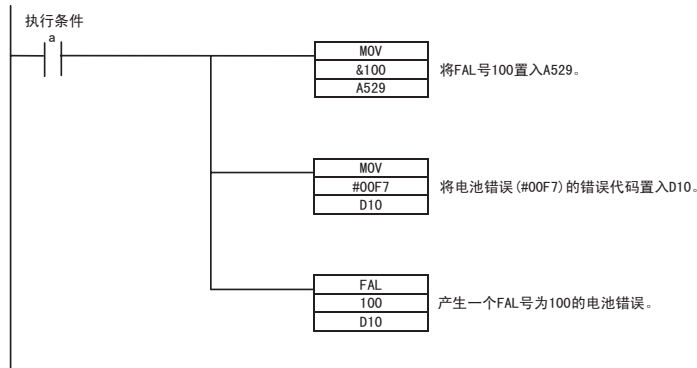 执行条件
a
MOV
&100
A529
将FAL号100置入A529。
MOV
#00F7
D10
将电池错误(#00F7)的错误代码置入D10。
FAL
100
D10
产生一个FAL号为100的电池错误。